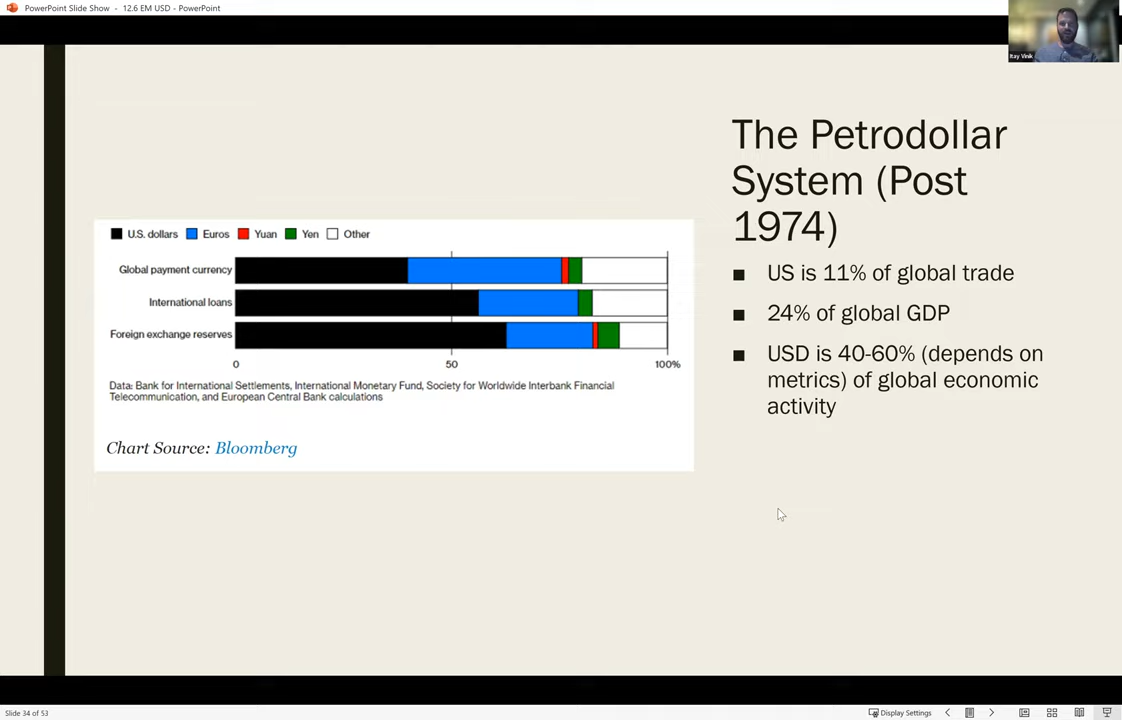 PowerPoint Slide Show - 12.6 EM USD - PowerPoint
Itay Vinik
The Petrodollar
System (Post
1974)
■ US is 11% of global trade
■ 24% of global GDP
■ USD is 40-60% (depends on
metrics) of global economic
activity
U.S. dollars Euros Yuan Yen Other
Global payment currency
International loans
Foreign exchange reserves
0 50 100%
Data: Bank for International Settlements, International Monetary Fund, Society for Worldwide Interbank Financial
Telecommunication, and European Central Bank calculations
Chart Source: Bloomberg
Slide 34 of 53
Display Settings